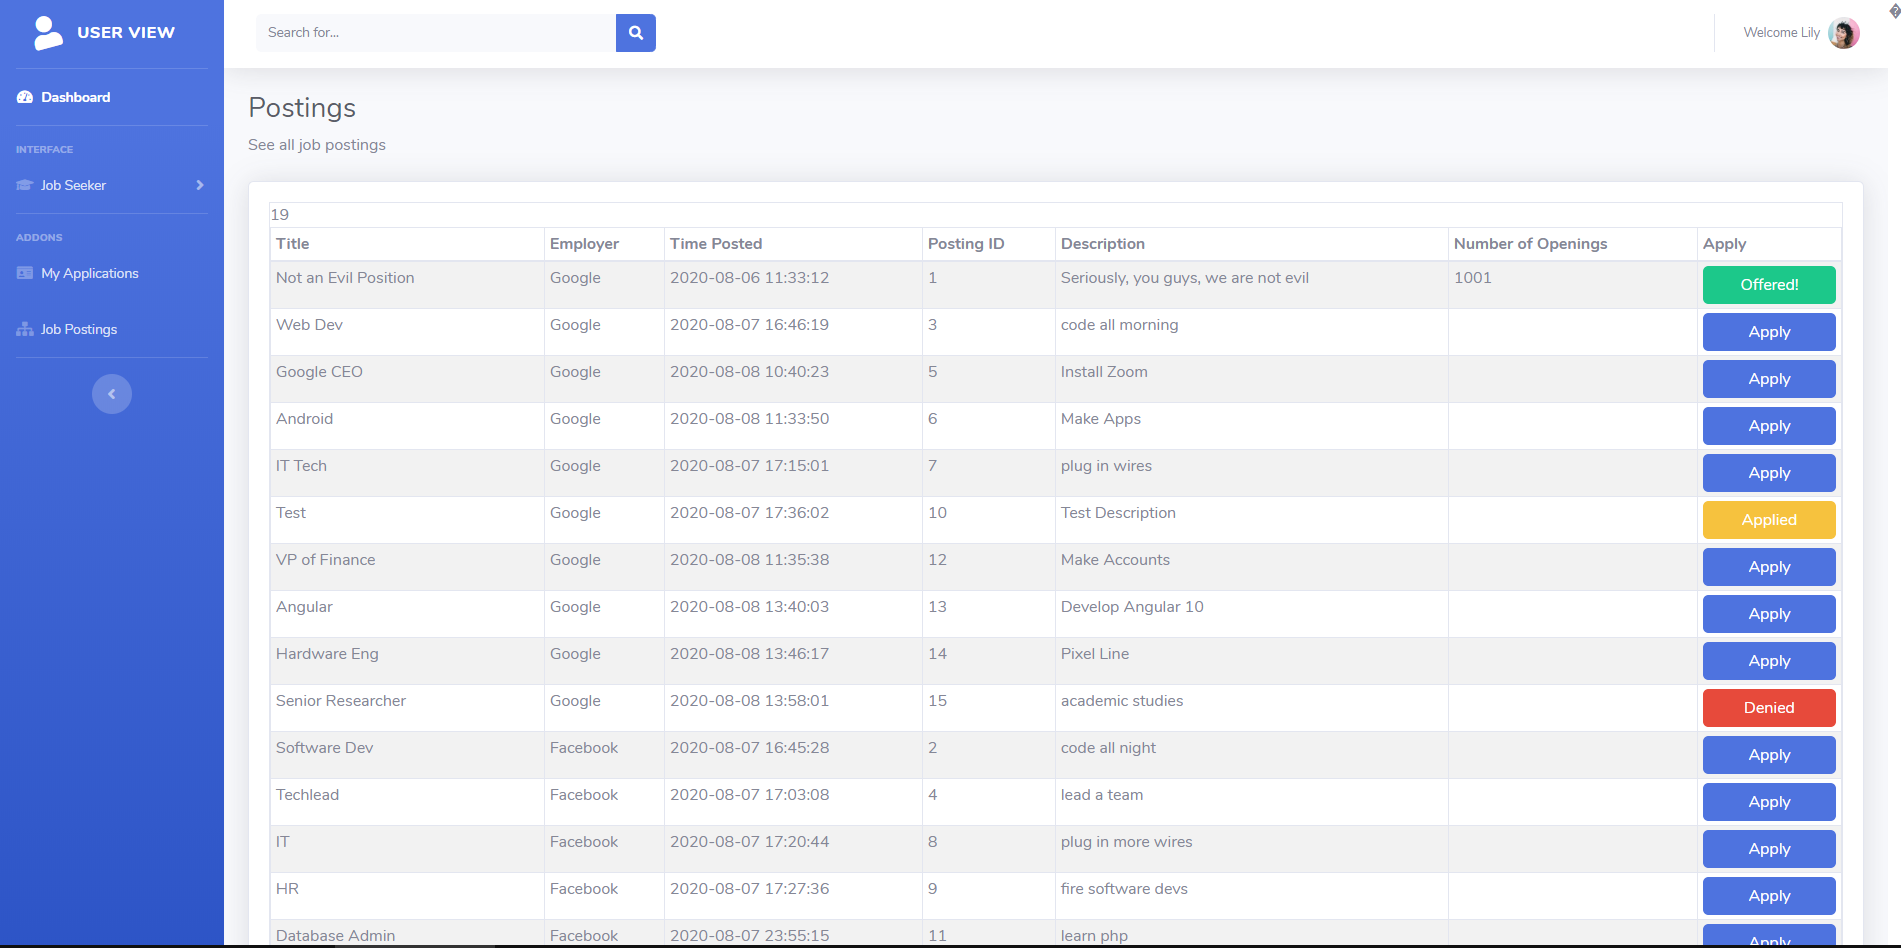 USER VIEW
Search for...
Welcome Lily
Dashboard
INTERFACE
Job Seeker
ADDONS
My Applications
Job Postings
Postings
See all job postings
19
Title Employer Time Posted Posting ID Description Number of Openings Apply
Not an Evil Position Google 2020-08-06 11:33:12 1 Seriously, you guys, we are not evil 1001 Offered!
Web Dev Google 2020-08-07 16:46:19 3 code all morning Apply
Google CEO Google 2020-08-08 10:40:23 5 Install Zoom Apply
Android Google 2020-08-08 11:33:50 6 Make Apps Apply
IT Tech Google 2020-08-07 17:15:01 7 plug in wires Apply
Test Google 2020-08-07 17:36:02 10 Test Description Applied
VP of Finance Google 2020-08-08 11:35:38 12 Make Accounts Apply
Angular Google 2020-08-08 13:40:03 13 Develop Angular 10 Apply
Hardware Eng Google 2020-08-08 13:46:17 14 Pixel Line Apply
Senior Researcher Google 2020-08-08 13:58:01 15 academic studies Denied
Software Dev Facebook 2020-08-07 16:45:28 2 code all night Apply
Techlead Facebook 2020-08-07 17:03:08 4 lead a team Apply
IT Facebook 2020-08-07 17:20:44 8 plug in more wires Apply
HR Facebook 2020-08-07 17:27:36 9 fire software devs Apply
Database Admin Facebook 2020-08-07 23:55:15 11 learn php Apply